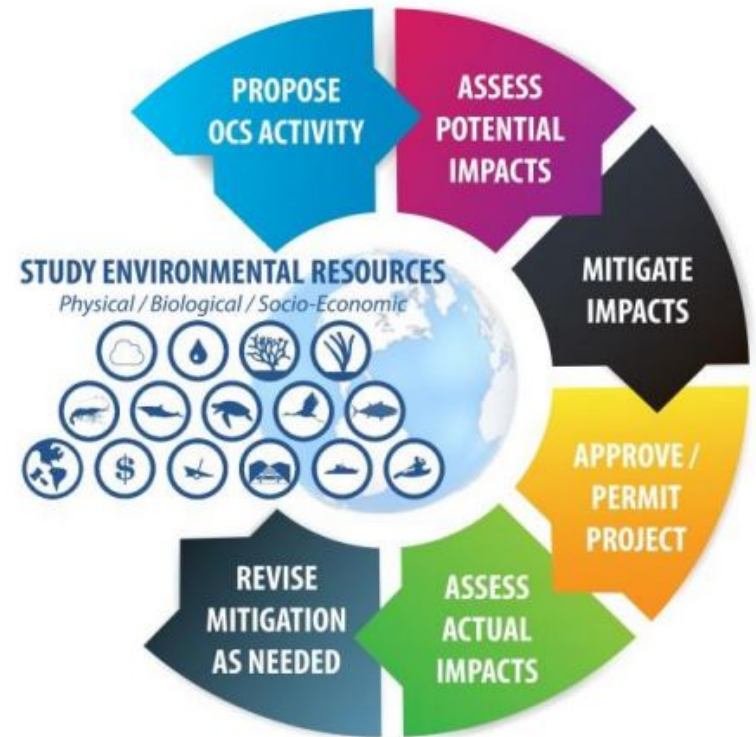 PROPOSE
OCS ACTIVITY
ASSESS
POTENTIAL
IMPACTS
MITIGATE
IMPACTS
APPROVE /
PERMIT
PROJECT
ASSESS
ACTUAL
IMPACTS
REVISE
MITIGATION
AS NEEDED
STUDY ENVIRONMENTAL RESOURCES
Physical / Biological / Socio-Economic
$